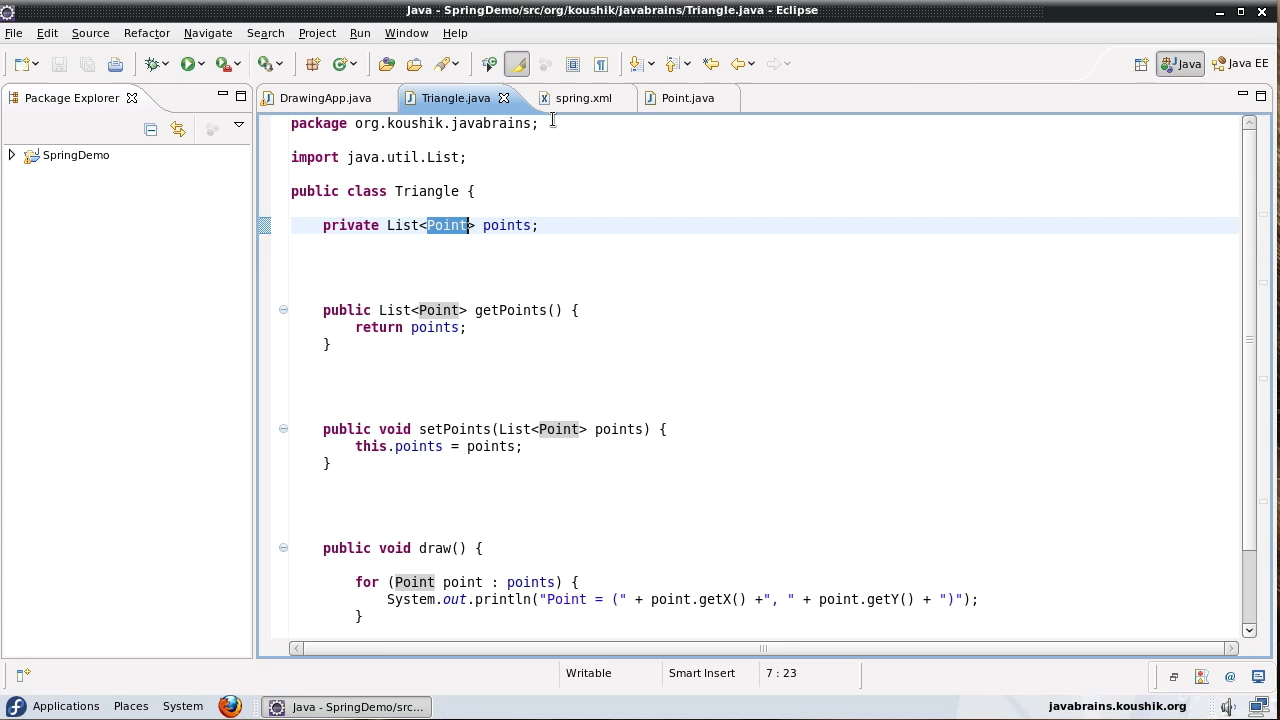 Java - SpringDemo/src/org/koushik/javabrains/Triangle.java - Eclipse
File Edit Source Refactor Navigate Search Project Run Window Help
Java Java EE
Package Explorer DrawingApp.java Triangle.java spring.xml Point.java
SpringDemo
package org.koushik.javabrains;
import java.util.List;
public class Triangle {
private List<Point> points;
public List<Point> getPoints() {
return points;
}
public void setPoints(List<Point> points) {
this.points = points;
}
public void draw() {
for (Point point : points) {
System.out.println("Point = (" + point.getX() +", " + point.getY() + ")");
}
Writable Smart Insert 7 : 23
Applications Places System Java - SpringDemo/src... javabrains.koushik.org